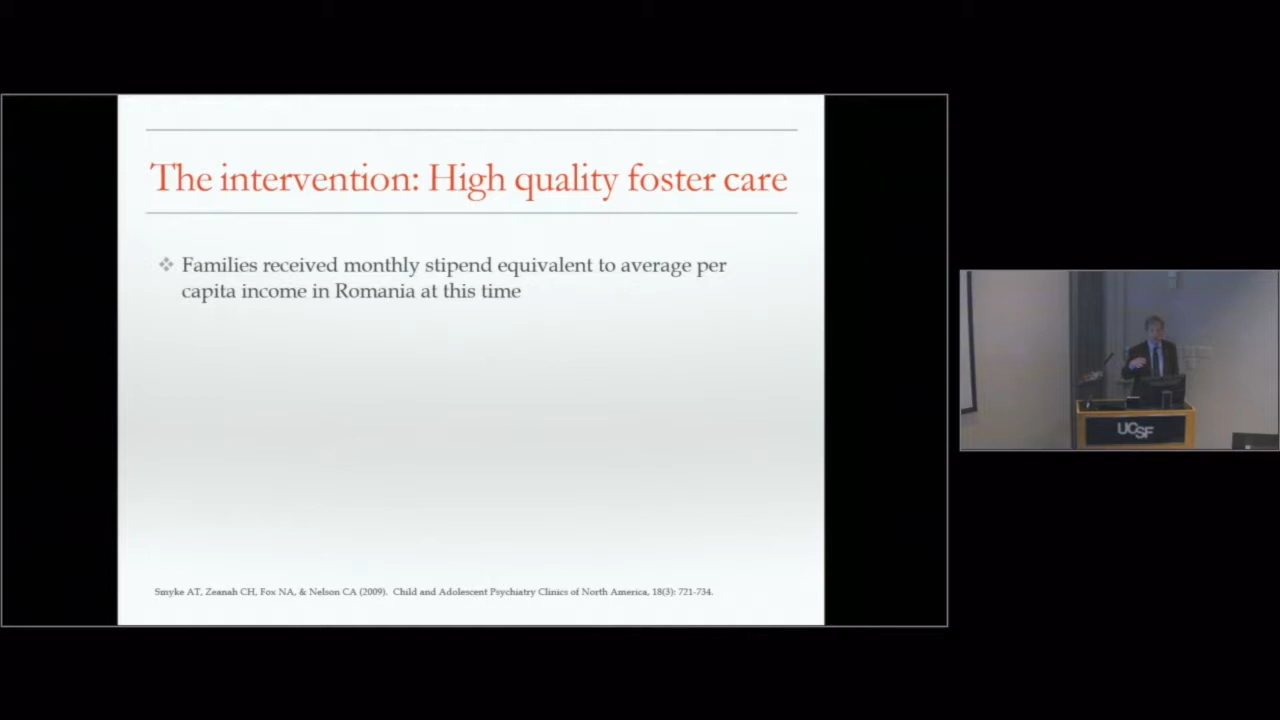 The intervention: High quality foster care
Families received monthly stipend equivalent to average per
capita income in Romania at this time
Smyke AT, Zeanah CH, Fox NA, & Nelson CA (2009). Child and Adolescent Psychiatry Clinics of North America, 18(3): 721-734.
UCSF